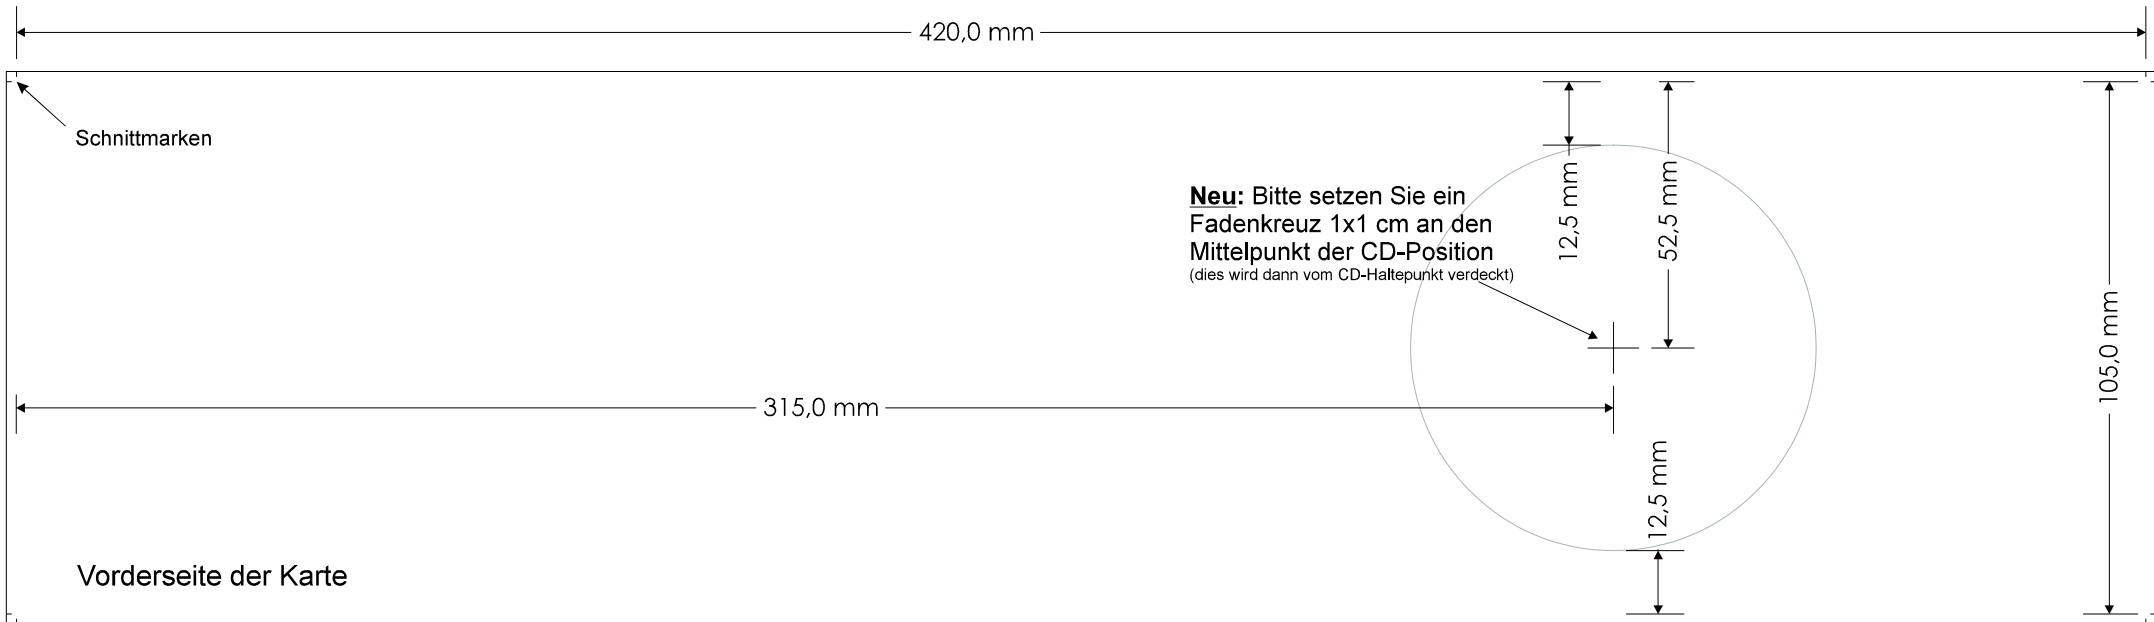 420,0 mm
Schnittmarken
Neu: Bitte setzen Sie ein
Fadenkreuz 1x1 cm an den
Mittelpunkt der CD-Position
(dies wird dann vom CD-Haltepunkt verdeckt)
12,5 mm
52,5 mm
105,0 mm
315,0 mm
12,5 mm
Vorderseite der Karte